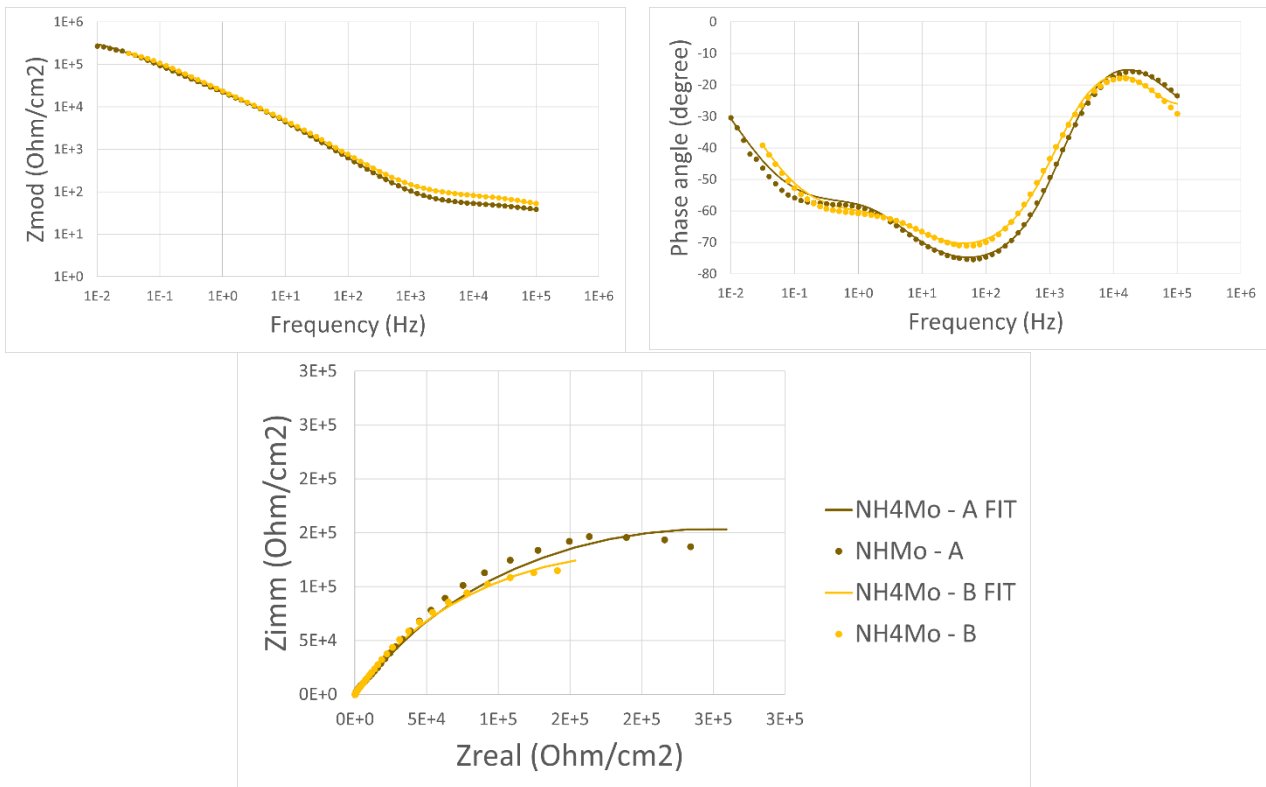 1E+6
1E+5
1E+4
1E+3
1E+2
1E+1
1E+0
Zmod (Ohm/cm2)
1E-2 1E-1 1E+0 1E+1 1E+2 1E+3 1E+4 1E+5 1E+6
Frequency (Hz)
0
-10
-20
-30
-40
-50
-60
-70
-80
Phase angle (degree)
1E-2 1E-1 1E+0 1E+1 1E+2 1E+3 1E+4 1E+5 1E+6
Frequency (Hz)
3E+5
3E+5
2E+5
2E+5
1E+5
5E+4
0E+0
Zimm (Ohm/cm2)
0E+0 5E+4 1E+5 2E+5 2E+5 3E+5 3E+5
Zreal (Ohm/cm2)
NH4Mo - A FIT
NHMo - A
NH4Mo - B FIT
NH4Mo - B